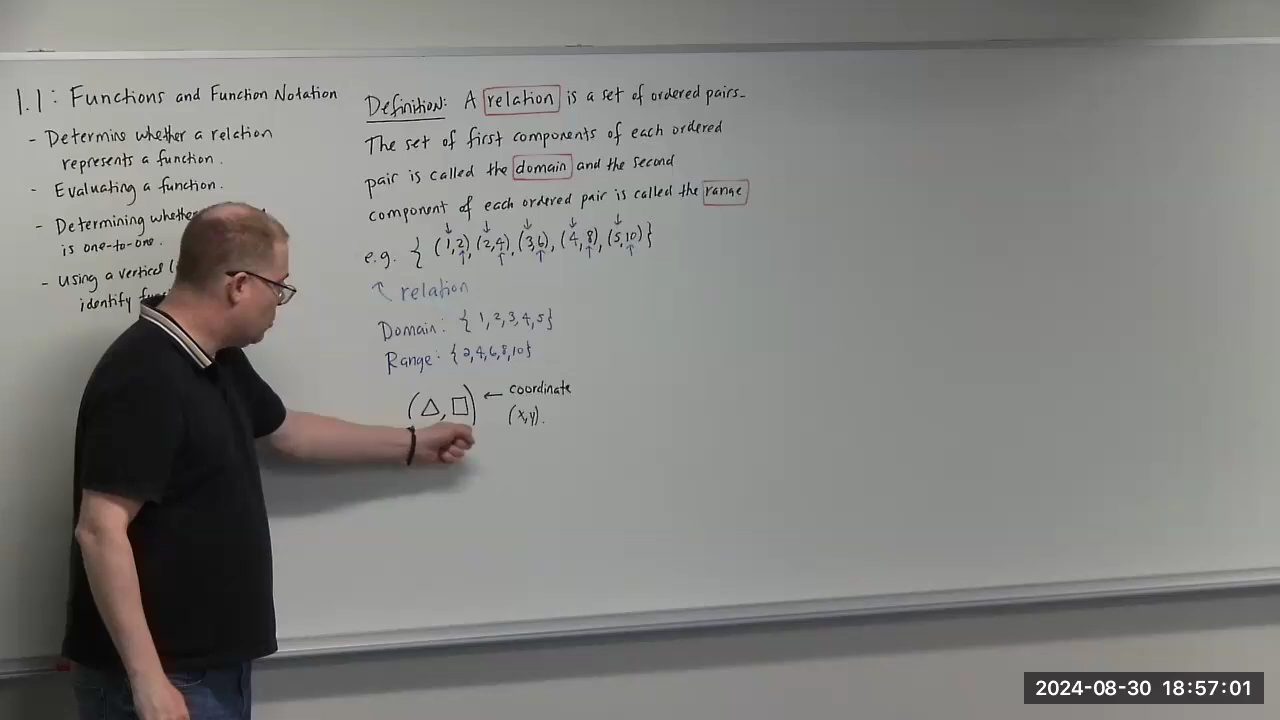 1.1: Functions and Function Notation
- Determine whether a relation
represents a function.
- Evaluating a function.
- Determining whether
is one-to-one.
- Using a vertical
identify
Definition: A relation is a set of ordered pairs.
The set of first components of each ordered
pair is called the domain and the second
component of each ordered pair is called the range
e.g. { (1,2), (2,4), (3,6), (4,8), (5,10) }
↖ relation
Domain: { 1, 2, 3, 4, 5 }
Range: { 2, 4, 6, 8, 10 }
(△, □) ← coordinate
(x,y).
2024-08-30 18:57:01